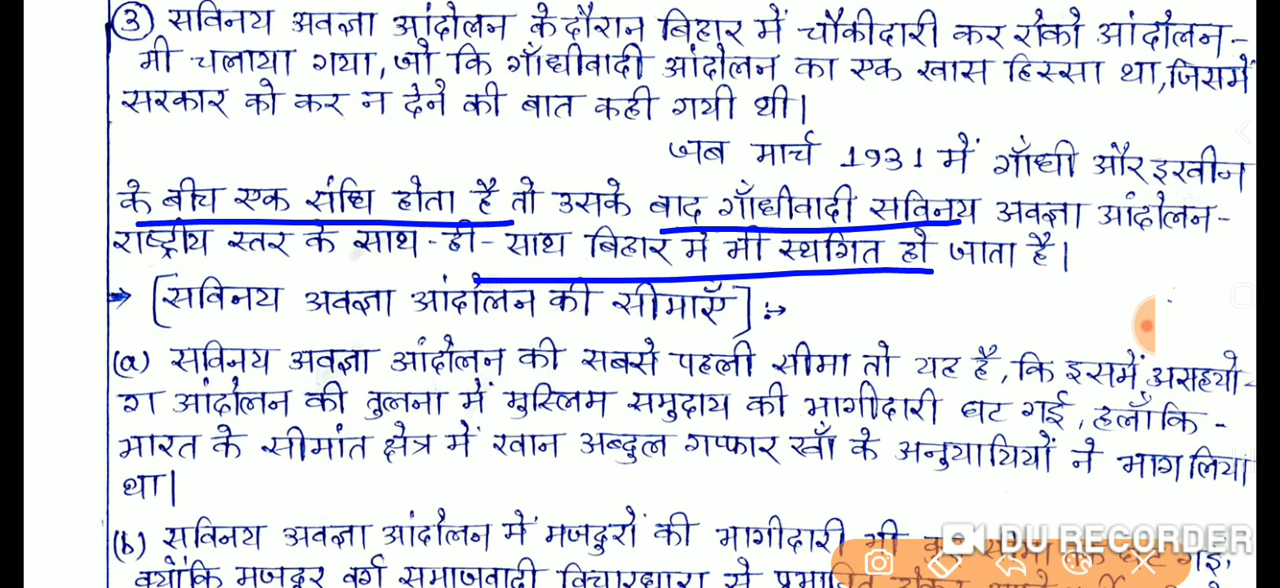 ③ सविनय अवज्ञा आंदोलन के दौरान बिहार में चौकीदारी कर रोको आंदोलन-
भी चलाया गया, जो कि गाँधीवादी आंदोलन का एक खास हिस्सा था, जिसमें
सरकार को कर न देने की बात कही गयी थी।
जब मार्च 1931 में गाँधी और इरवीन
के बीच एक संधि होता है तो उसके बाद गाँधीवादी सविनय अवज्ञा आंदोलन-
राष्ट्रीय स्तर के साथ-ही-साथ बिहार में भी स्थगित हो जाता है।
→ [सविनय अवज्ञा आंदोलन की सीमाएँ] :→
(a) सविनय अवज्ञा आंदोलन की सबसे पहली सीमा तो यह है, कि इसमें असहयो-
ग आंदोलन की तुलना में मुस्लिम समुदाय की भागीदारी घट गई, हलाँकि -
भारत के सीमांत क्षेत्र में खान अब्दुल गफ्फार खाँ के अनुयायियों ने भाग लिया
था।
(b) सविनय अवज्ञा आंदोलन में मजदुरों की भागीदारी भी गई,
DU RECORDER
क्योंकि मजदुर वर्ग समाजवादी विचारधारा से